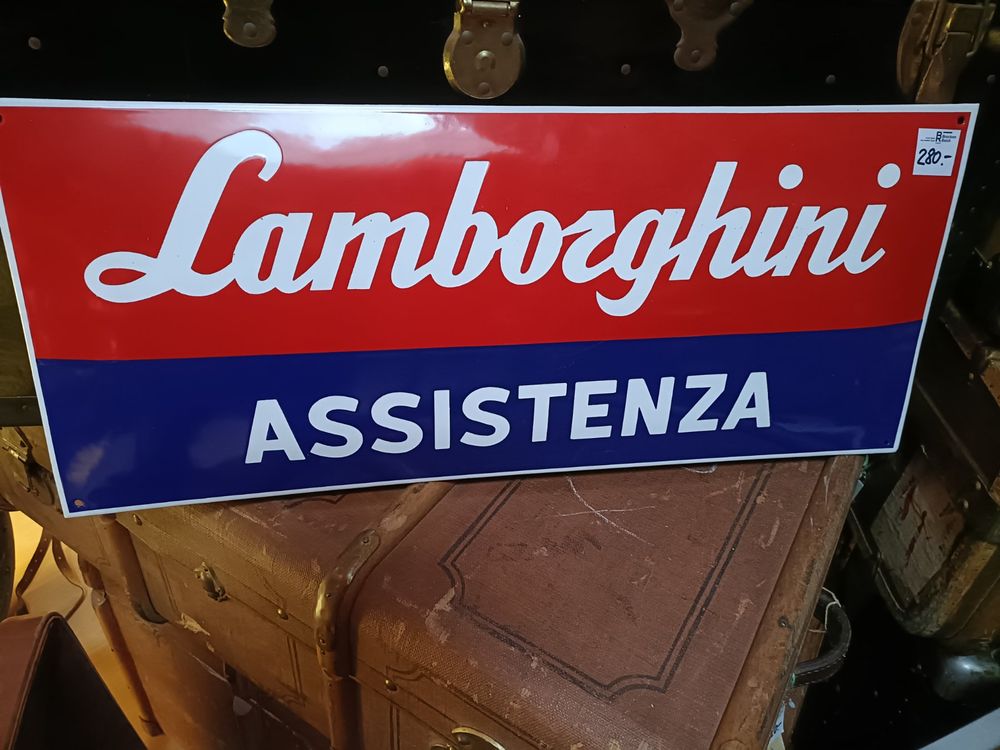 Lamborghini
ASSISTENZA
280.-